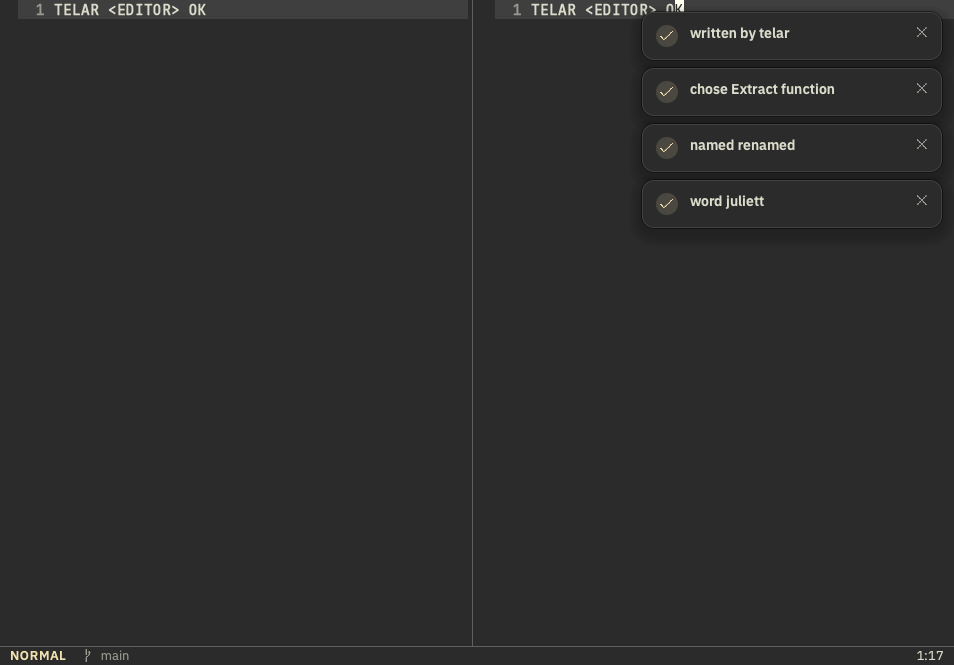 1 TELAR <EDITOR> OK
1 TELAR <EDITOR> OK
written by telar
chose Extract function
named renamed
word juliett
NORMAL main 1:17